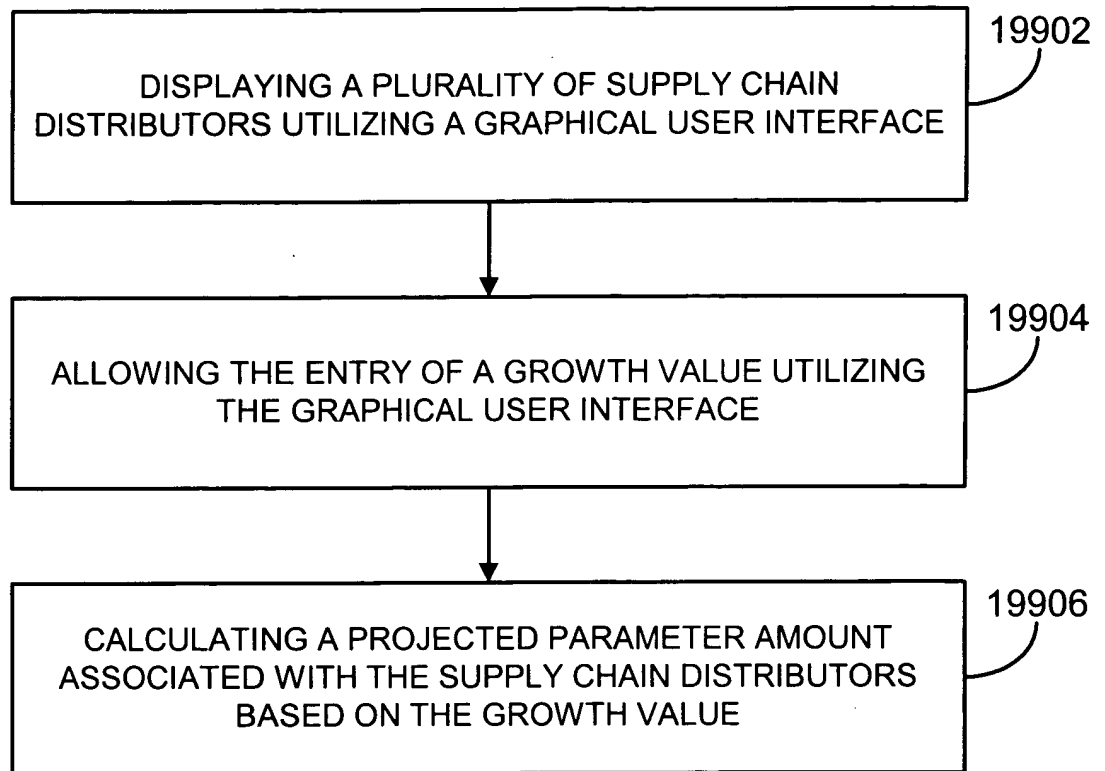 19902
DISPLAYING A PLURALITY OF SUPPLY CHAIN
DISTRIBUTORS UTILIZING A GRAPHICAL USER INTERFACE
19904
ALLOWING THE ENTRY OF A GROWTH VALUE UTILIZING
THE GRAPHICAL USER INTERFACE
19906
CALCULATING A PROJECTED PARAMETER AMOUNT
ASSOCIATED WITH THE SUPPLY CHAIN DISTRIBUTORS
BASED ON THE GROWTH VALUE